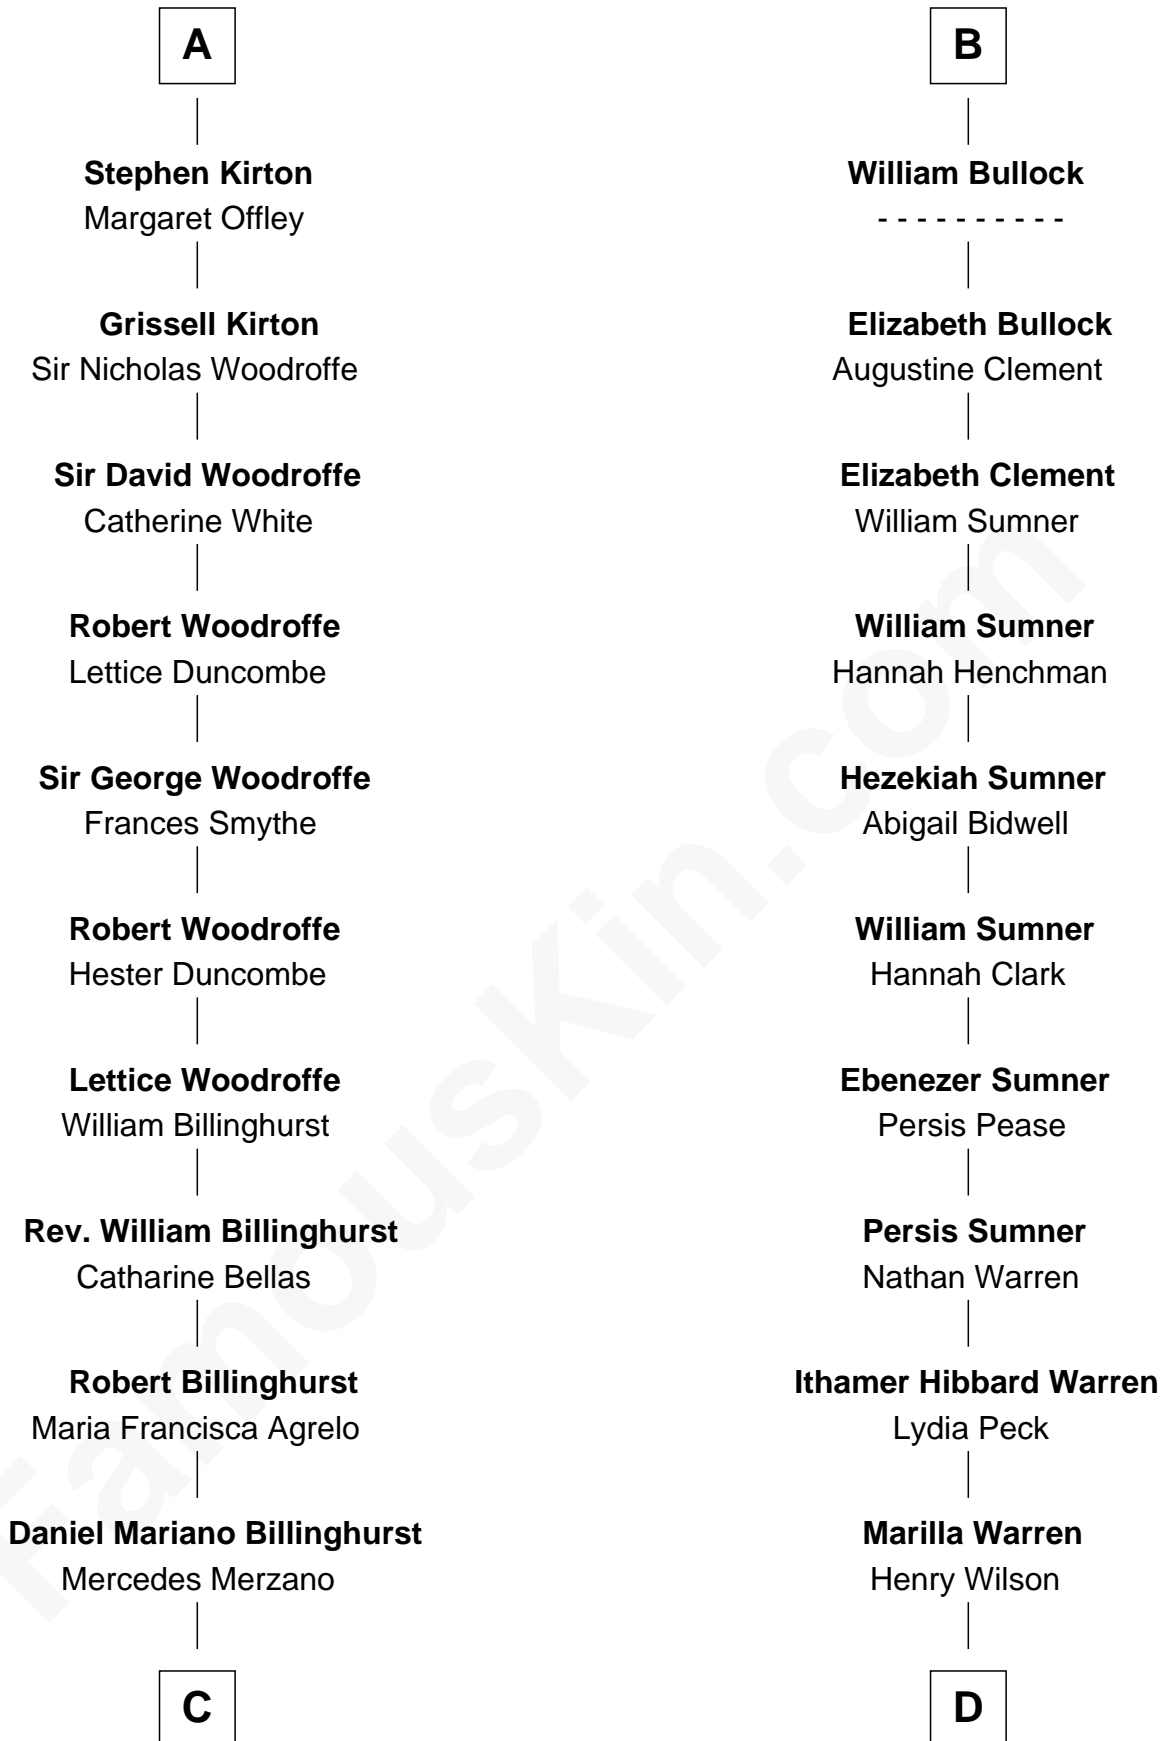 A
Stephen Kirton
Margaret Offley
Grissell Kirton
Sir Nicholas Woodroffe
Sir David Woodroffe
Catherine White
Robert Woodroffe
Lettice Duncombe
Sir George Woodroffe
Frances Smythe
Robert Woodroffe
Hester Duncombe
Lettice Woodroffe
William Billinghurst
Rev. William Billinghurst
Catharine Bellas
Robert Billinghurst
Maria Francisca Agrelo
Daniel Mariano Billinghurst
Mercedes Merzano
C
B
William Bullock
- - - - - - - - - -
Elizabeth Bullock
Augustine Clement
Elizabeth Clement
William Sumner
William Sumner
Hannah Henchman
Hezekiah Sumner
Abigail Bidwell
William Sumner
Hannah Clark
Ebenezer Sumner
Persis Pease
Persis Sumner
Nathan Warren
Ithamer Hibbard Warren
Lydia Peck
Marilla Warren
Henry Wilson
D
FamousKin.com